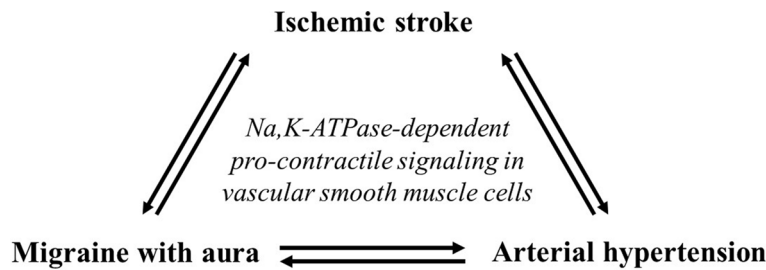 Ischemic stroke
Na,K-ATPase-dependent
pro-contractile signaling in
vascular smooth muscle cells
Migraine with aura
Arterial hypertension